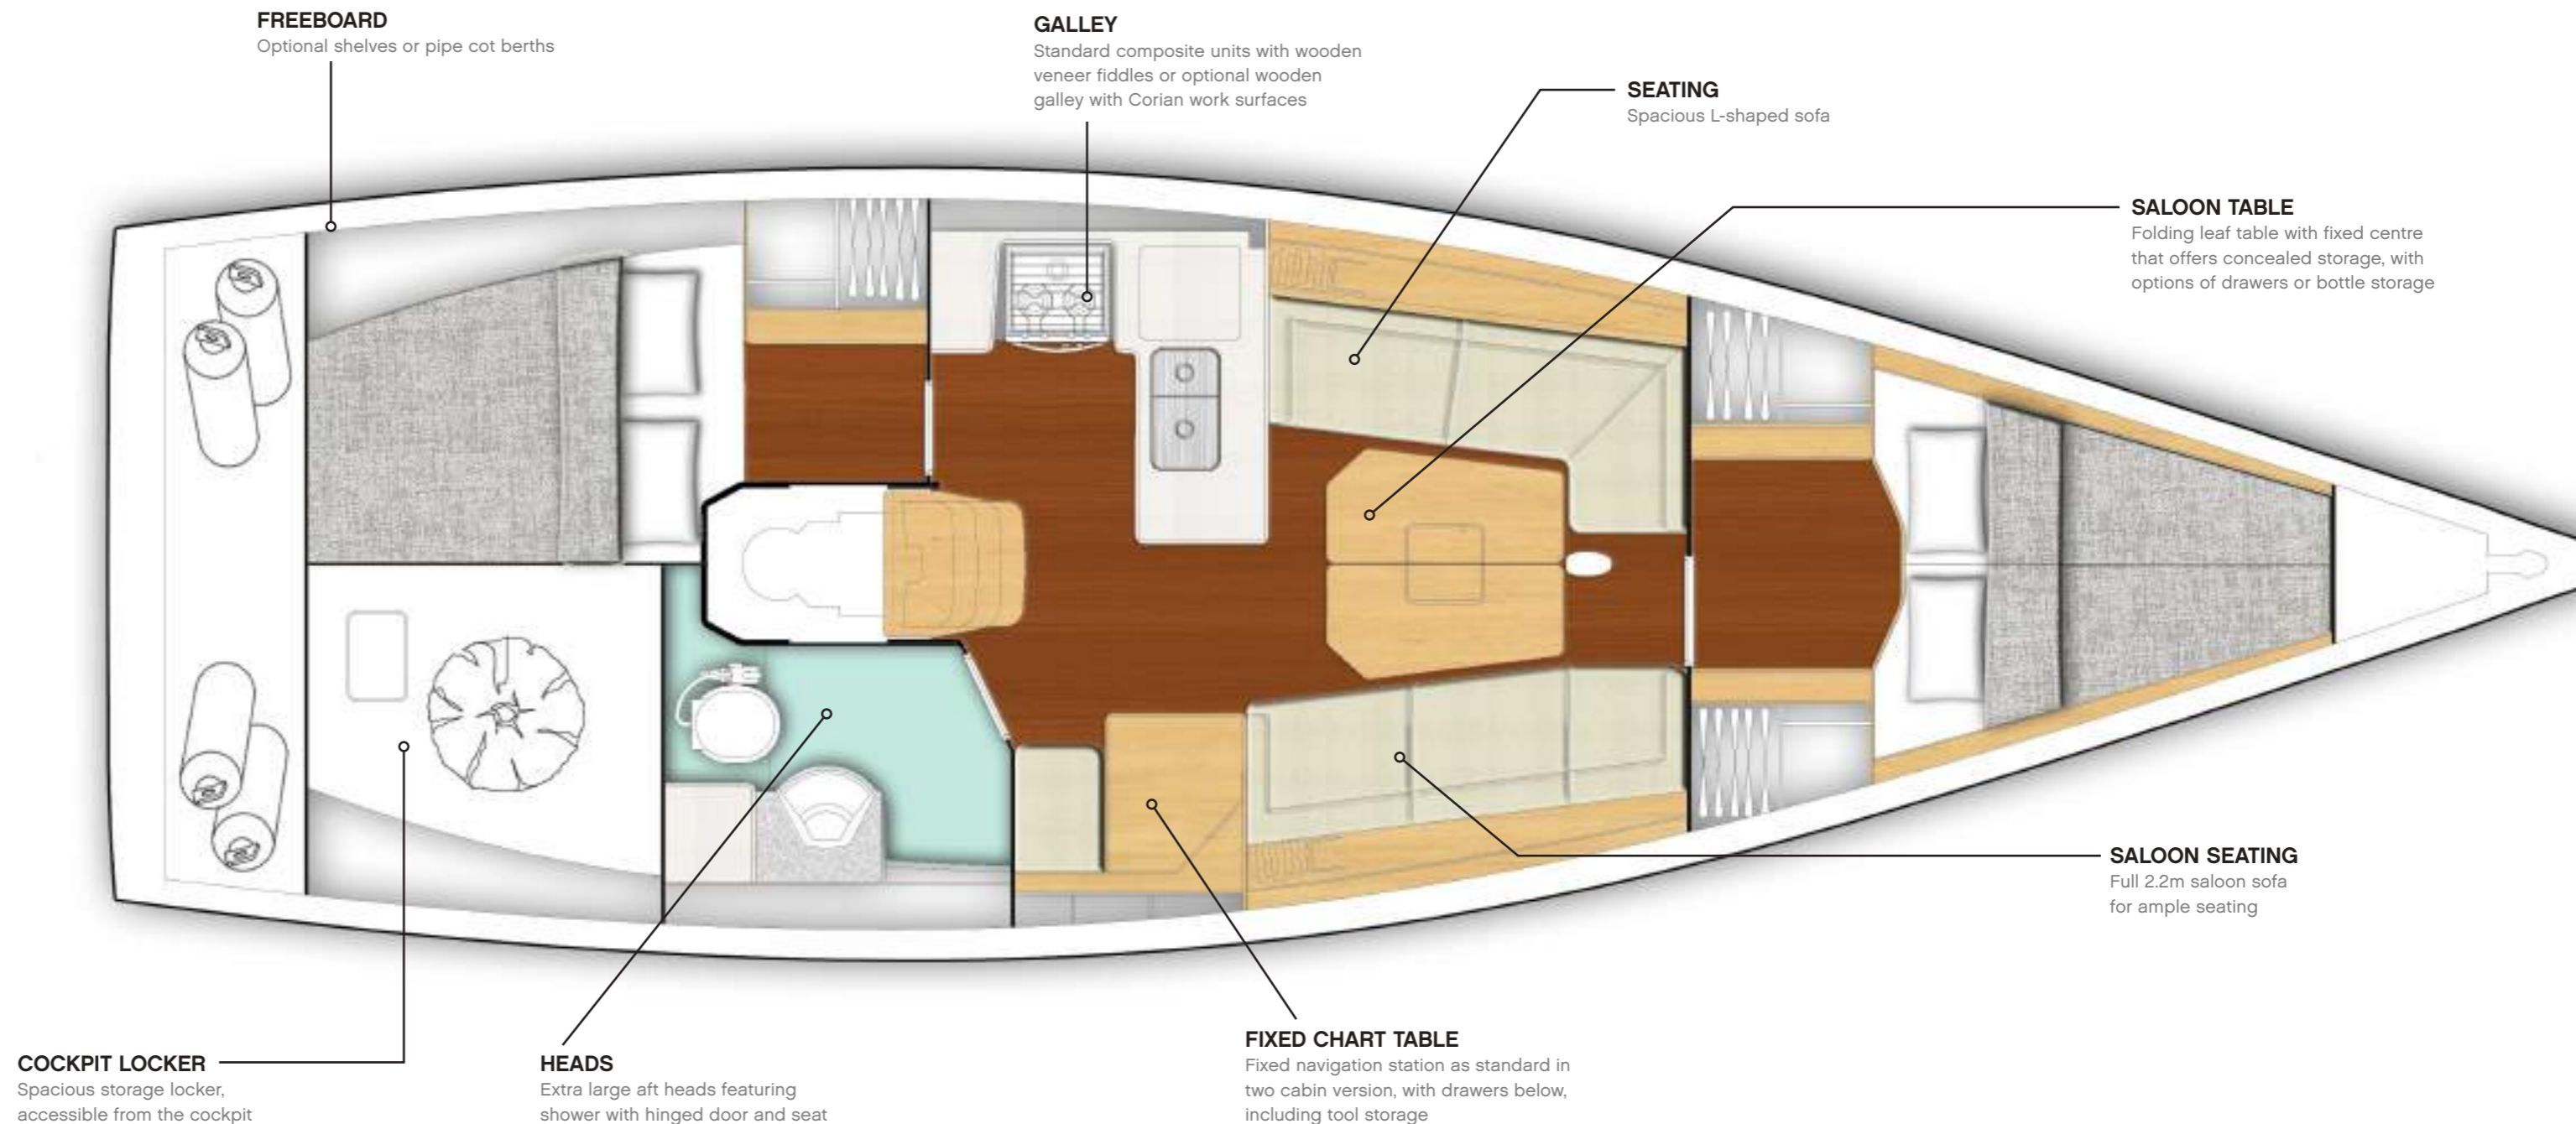 FREEBOARD
Optional shelves or pipe cot berths
GALLEY
Standard composite units with wooden
veneer fiddles or optional wooden
galley with Corian work surfaces
SEATING
Spacious L-shaped sofa
SALOON TABLE
Folding leaf table with fixed centre
that offers concealed storage, with
options of drawers or bottle storage
SALOON SEATING
Full 2.2m saloon sofa
for ample seating
COCKPIT LOCKER
Spacious storage locker,
accessible from the cockpit
HEADS
Extra large aft heads featuring
shower with hinged door and seat
FIXED CHART TABLE
Fixed navigation station as standard in
two cabin version, with drawers below,
including tool storage